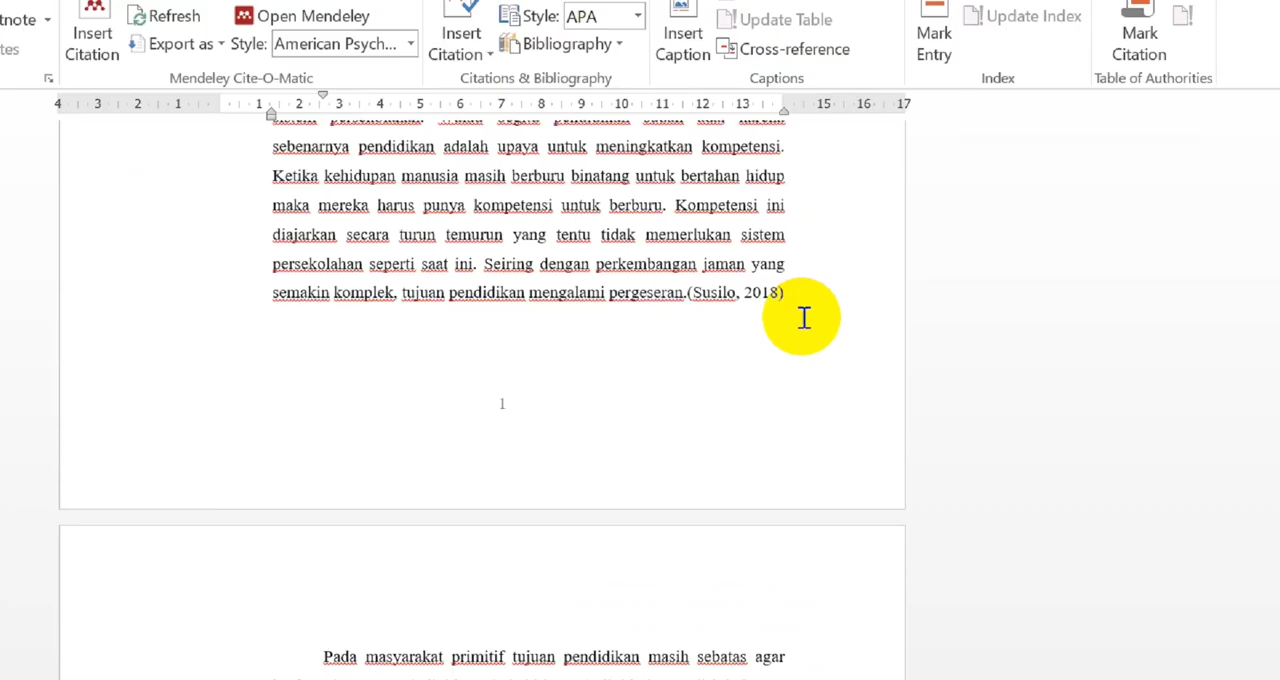 tnote
Insert
Citation
Refresh
Open Mendeley
Export as
Style: American Psych...
Mendeley Cite-O-Matic
Insert
Citation
Style: APA
Bibliography
Citations & Bibliography
Insert
Caption
Update Table
Cross-reference
Captions
Mark
Entry
Update Index
Index
Mark
Citation
Table of Authorities
4 3 2 1 1 2 3 4 5 6 7 8 9 10 11 12 13 15 16 17
sebenarnya pendidikan adalah upaya untuk meningkatkan kompetensi.
Ketika kehidupan manusia masih berburu binatang untuk bertahan hidup
maka mereka harus punya kompetensi untuk berburu. Kompetensi ini
diajarkan secara turun temurun yang tentu tidak memerlukan sistem
persekolahan seperti saat ini. Seiring dengan perkembangan jaman yang
semakin komplek, tujuan pendidikan mengalami pergeseran.(Susilo, 2018)
1
Pada masyarakat primitif tujuan pendidikan masih sebatas agar